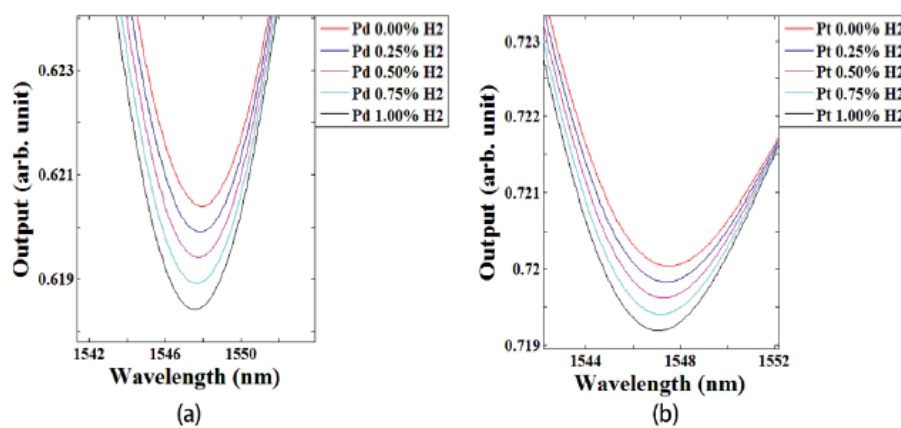 Pd 0.00% H2
Pd 0.25% H2
Pd 0.50% H2
Pd 0.75% H2
Pd 1.00% H2
0.623
0.621
0.619
Output (arb. unit)
1542
1546
1550
Wavelength (nm)
(a)
Pt 0.00% H2
Pt 0.25% H2
Pt 0.50% H2
Pt 0.75% H2
Pt 1.00% H2
0.723
0.722
0.721
0.72
0.719
Output (arb. unit)
1544
1548
1552
Wavelength (nm)
(b)